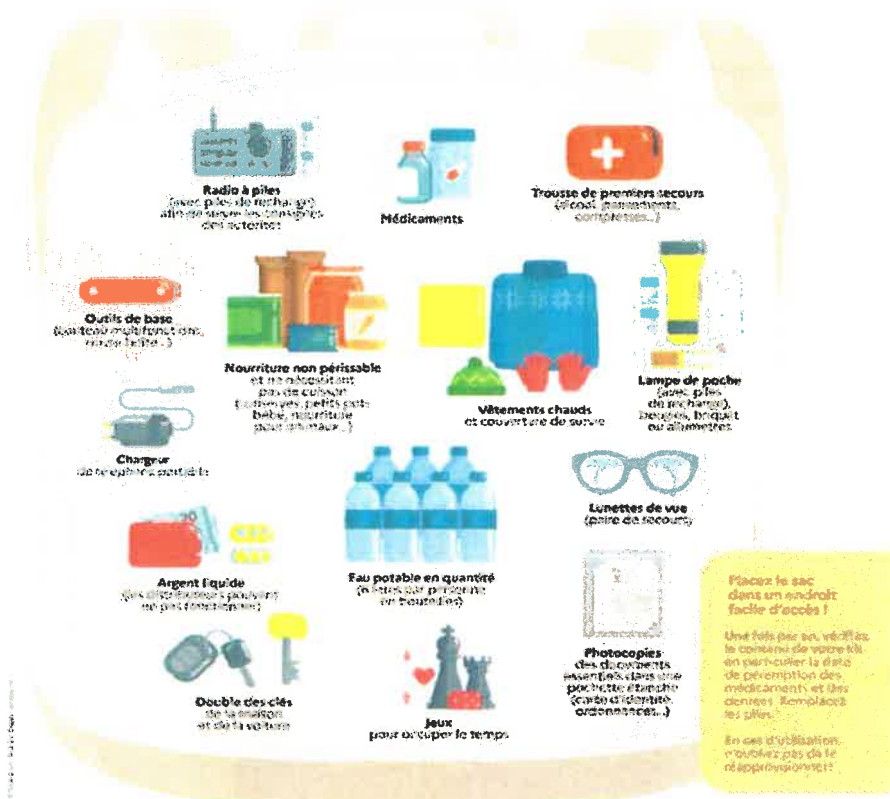 Radio à piles
(avec piles de rechange)
afin de suivre les consignes
des autorités
Médicaments
Trousse de premiers secours
(alcool, pansements,
compresses...)
Outils de base
(couteau multifonctions,
ouvre-boîte...)
Nourriture non périssable
et ne nécessitant
pas de cuisson
(conserves, petits pots
bébé, nourriture
pour animaux...)
Vêtements chauds
et couverture de survie
Lampe de poche
(avec piles
de rechange),
bougies, briquet
ou allumettes
Chargeur
de téléphone portable
Lunettes de vue
(paire de secours)
Argent liquide
(les distributeurs pouvant
ne pas fonctionner)
Eau potable en quantité
(6 litres par personne
en bouteilles)
Photocopies
des documents
essentiels dans une
pochette étanche
(carte d'identité,
ordonnances...)
Double des clés
de la maison
et de la voiture
Jeux
pour occuper le temps
Placez le sac
dans un endroit
facile d'accès !
Une fois par an, vérifiez
le contenu de votre kit,
en particulier la date
de péremption des
médicaments et des
denrées. Remplacez
les piles.
En cas d'utilisation,
n'oubliez pas de le
réapprovisionner !